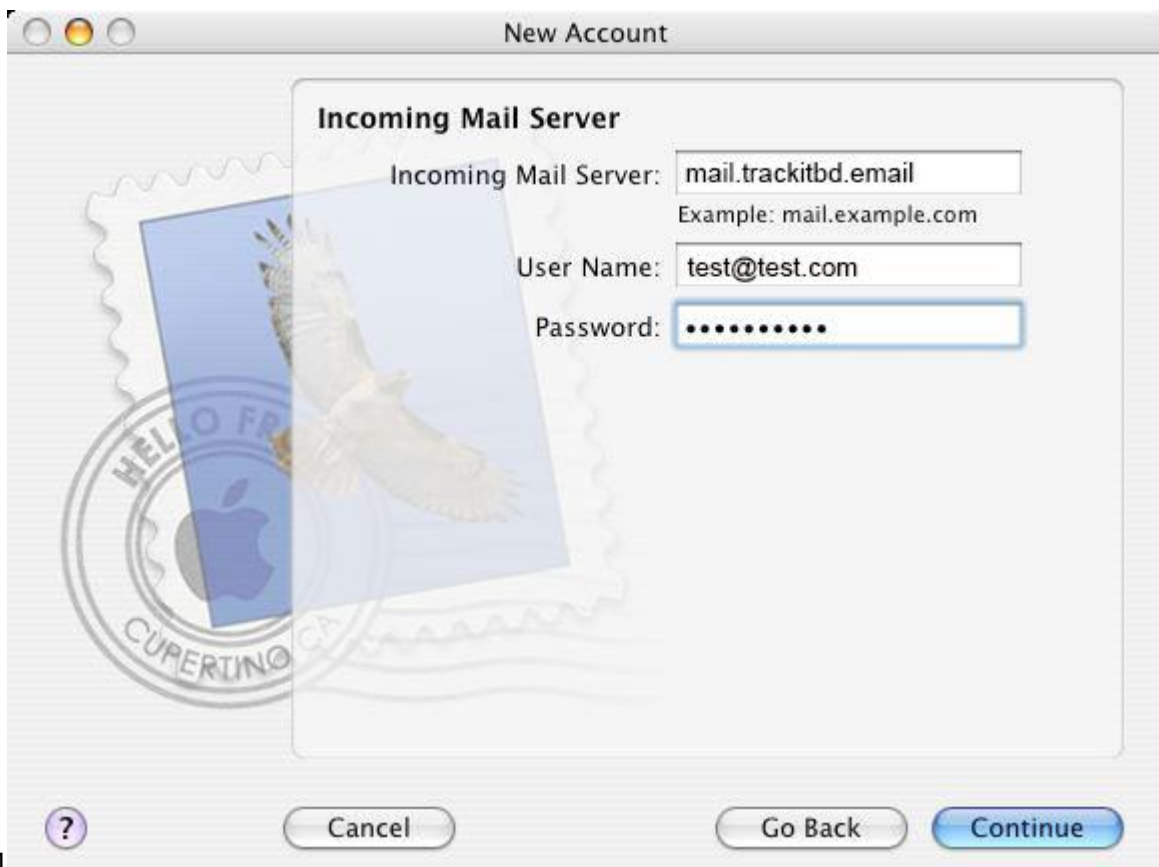 New Account
Incoming Mail Server
Incoming Mail Server: mail.trackitbd.email
Example: mail.example.com
User Name: test@test.com
Password: ••••••••••
HELLO FR
CUPERTINO CA
? Cancel Go Back Continue